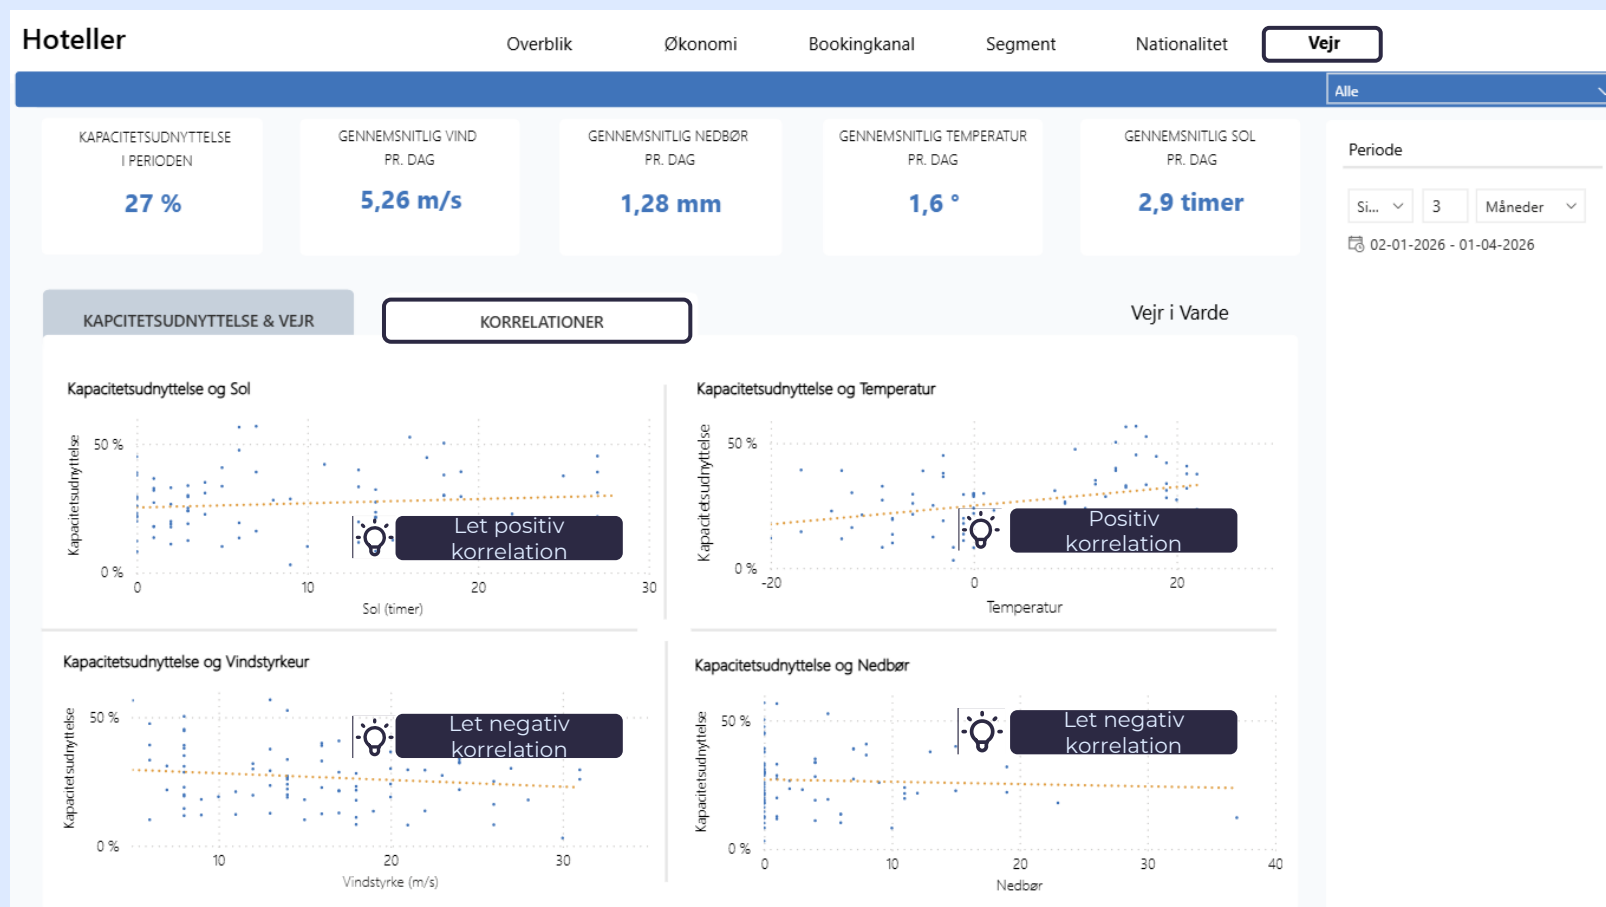 Hoteller
Overblik
Økonomi
Bookingkanal
Segment
Nationalitet
Vejr
Alle
KAPACITETSUDNYTTELSE
I PERIODEN
27 %
GENNEMSNITLIG VIND
PR. DAG
5,26 m/s
GENNEMSNITLIG NEDBØR
PR. DAG
1,28 mm
GENNEMSNITLIG TEMPERATUR
PR. DAG
1,6 °
GENNEMSNITLIG SOL
PR. DAG
2,9 timer
Periode
Si...
3
Måneder
02-01-2026 - 01-04-2026
KAPCITETSUDNYTTELSE & VEJR
KORRELATIONER
Vejr i Varde
Kapacitetsudnyttelse og Sol
Kapacitetsudnyttelse
50 %
0 %
0
10
20
30
Sol (timer)
Let positiv
korrelation
Kapacitetsudnyttelse og Temperatur
Kapacitetsudnyttelse
50 %
0 %
-20
0
20
Temperatur
Positiv
korrelation
Kapacitetsudnyttelse og Vindstyrkeur
Kapacitetsudnyttelse
50 %
0 %
10
20
30
Vindstyrke (m/s)
Let negativ
korrelation
Kapacitetsudnyttelse og Nedbør
Kapacitetsudnyttelse
50 %
0 %
0
10
20
30
40
Nedbør
Let negativ
korrelation